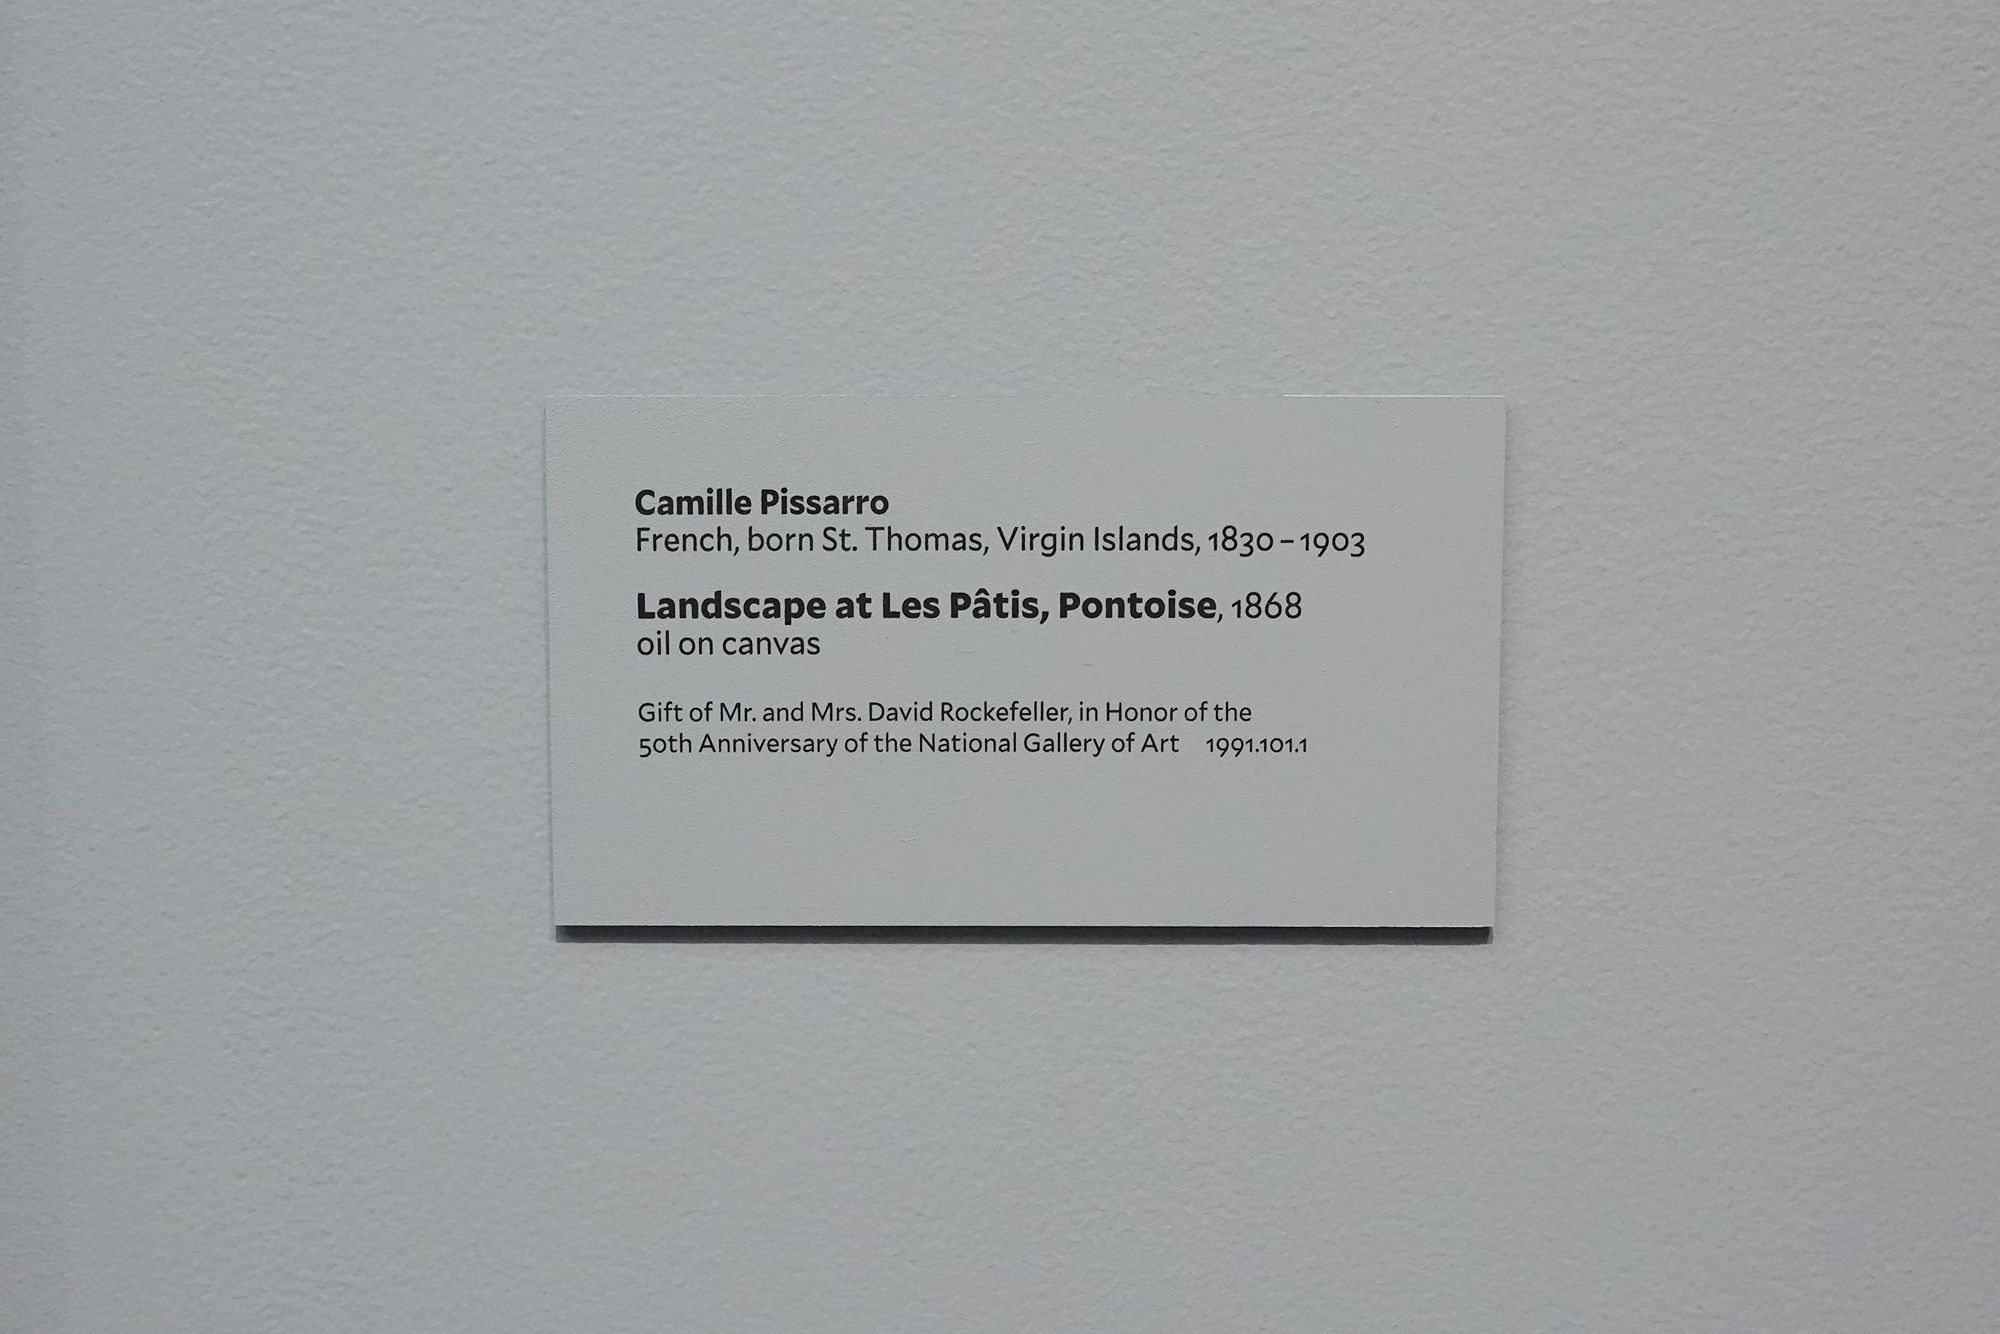 Camille Pissarro
French, born St. Thomas, Virgin Islands, 1830 – 1903
Landscape at Les Pâtis, Pontoise, 1868
oil on canvas
Gift of Mr. and Mrs. David Rockefeller, in Honor of the
50th Anniversary of the National Gallery of Art 1991.101.1